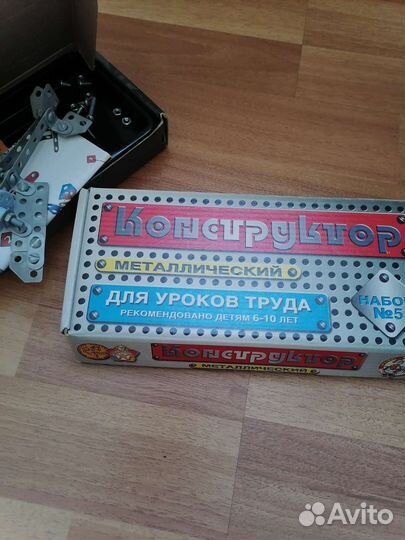 Конструктор
МЕТАЛЛИЧЕСКИЙ
ДЛЯ УРОКОВ ТРУДА
РЕКОМЕНДОВАНО ДЕТЯМ 6-10 ЛЕТ
НАБО
№5
Конструктор
МЕТАЛЛИЧЕСКИЙ
Avito